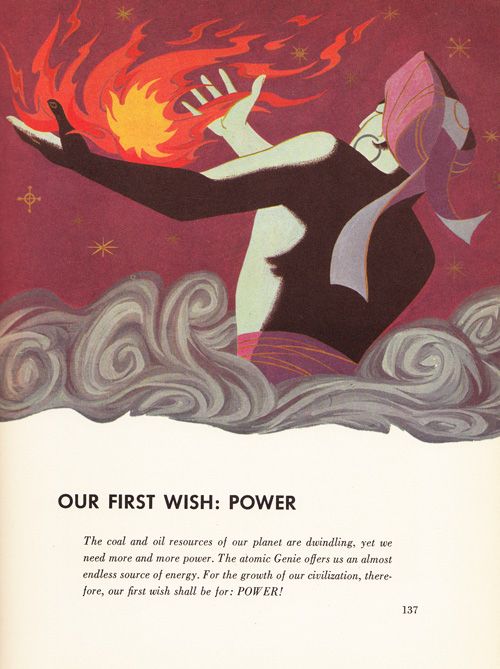 OUR FIRST WISH: POWER
The coal and oil resources of our planet are dwindling, yet we
need more and more power. The atomic Genie offers us an almost
endless source of energy. For the growth of our civilization, there-
fore, our first wish shall be for: POWER!
137